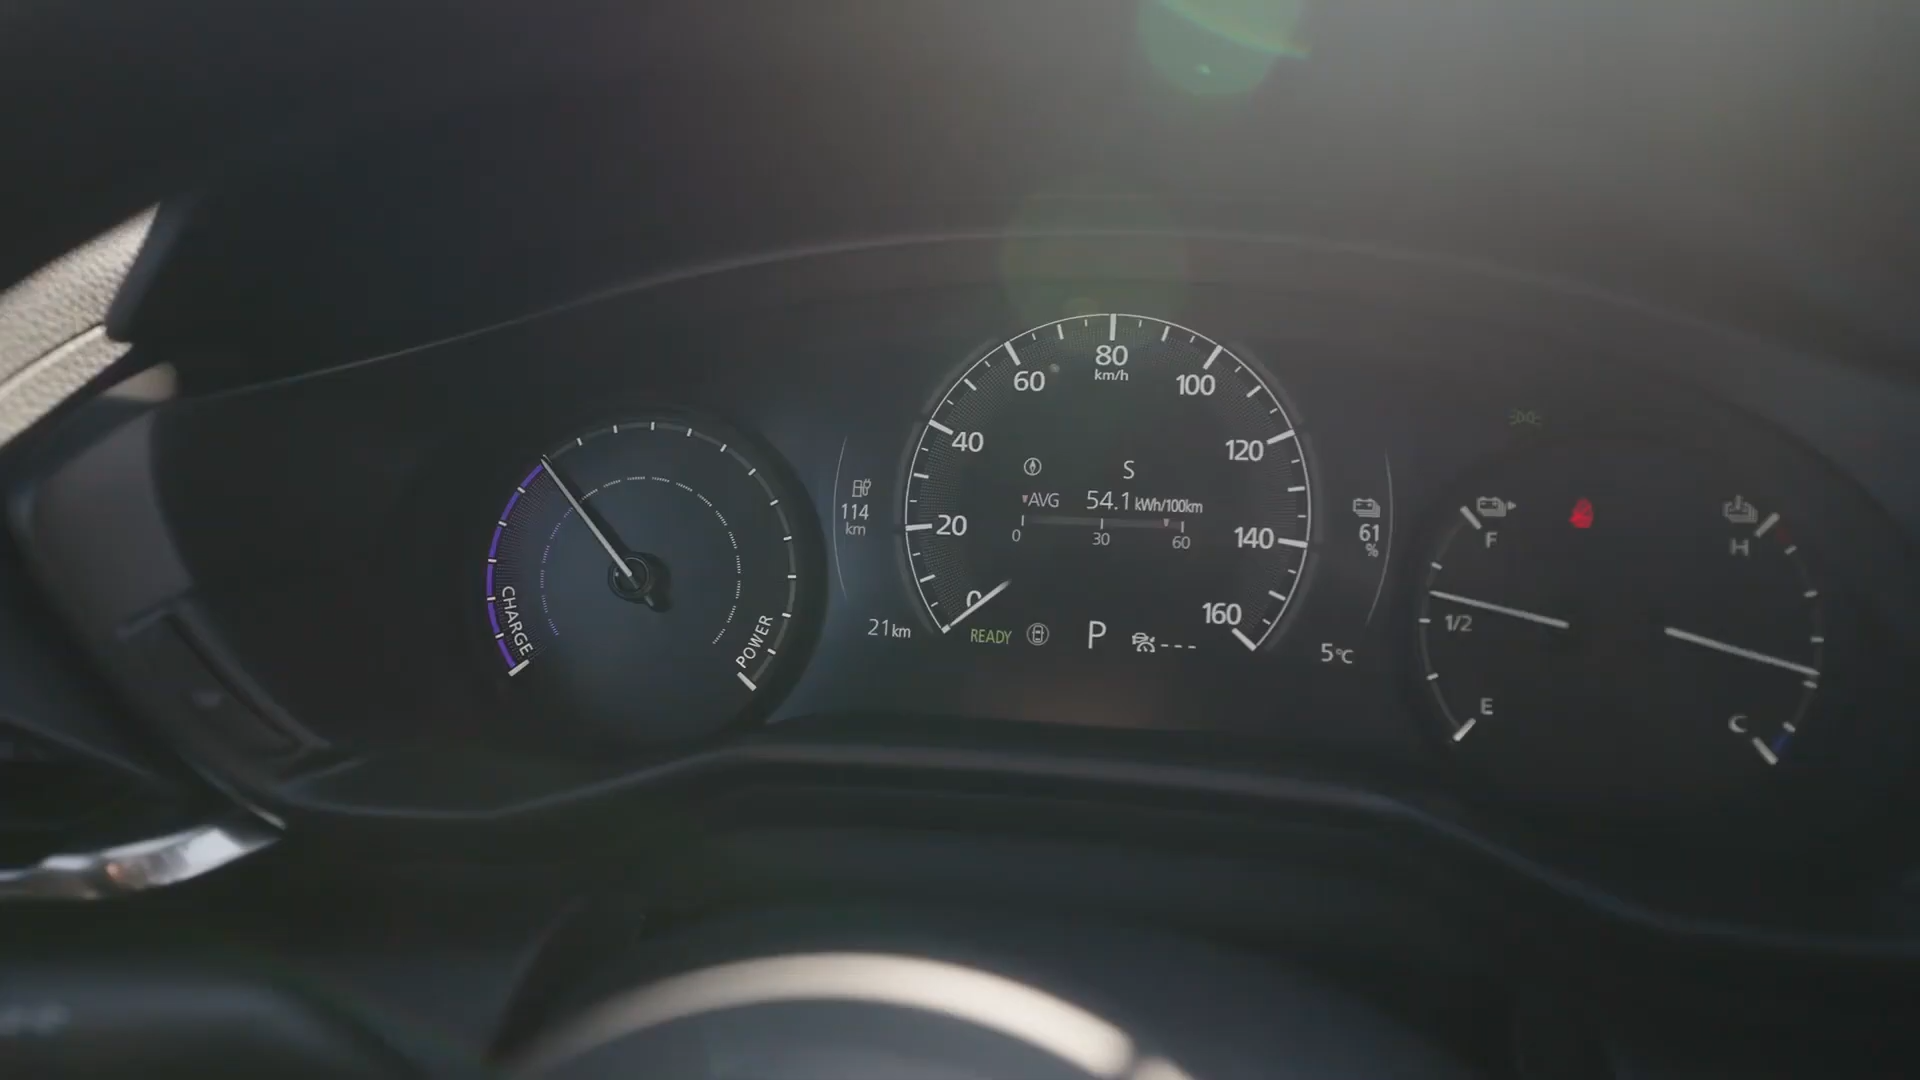 80
km/h
60
100
40
120
S
AVG 54.1 kWh/100km
0 30 60
20
140
0
160
114
km
61
%
21km
READY
P
---
5°C
CHARGE
POWER
F
1/2
E
H
C